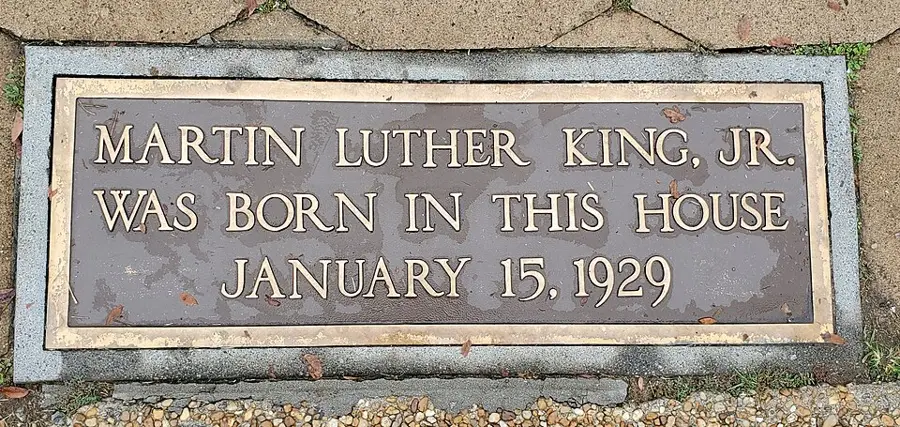 MARTIN LUTHER KING, JR.
WAS BORN IN THIS HOUSE
JANUARY 15, 1929